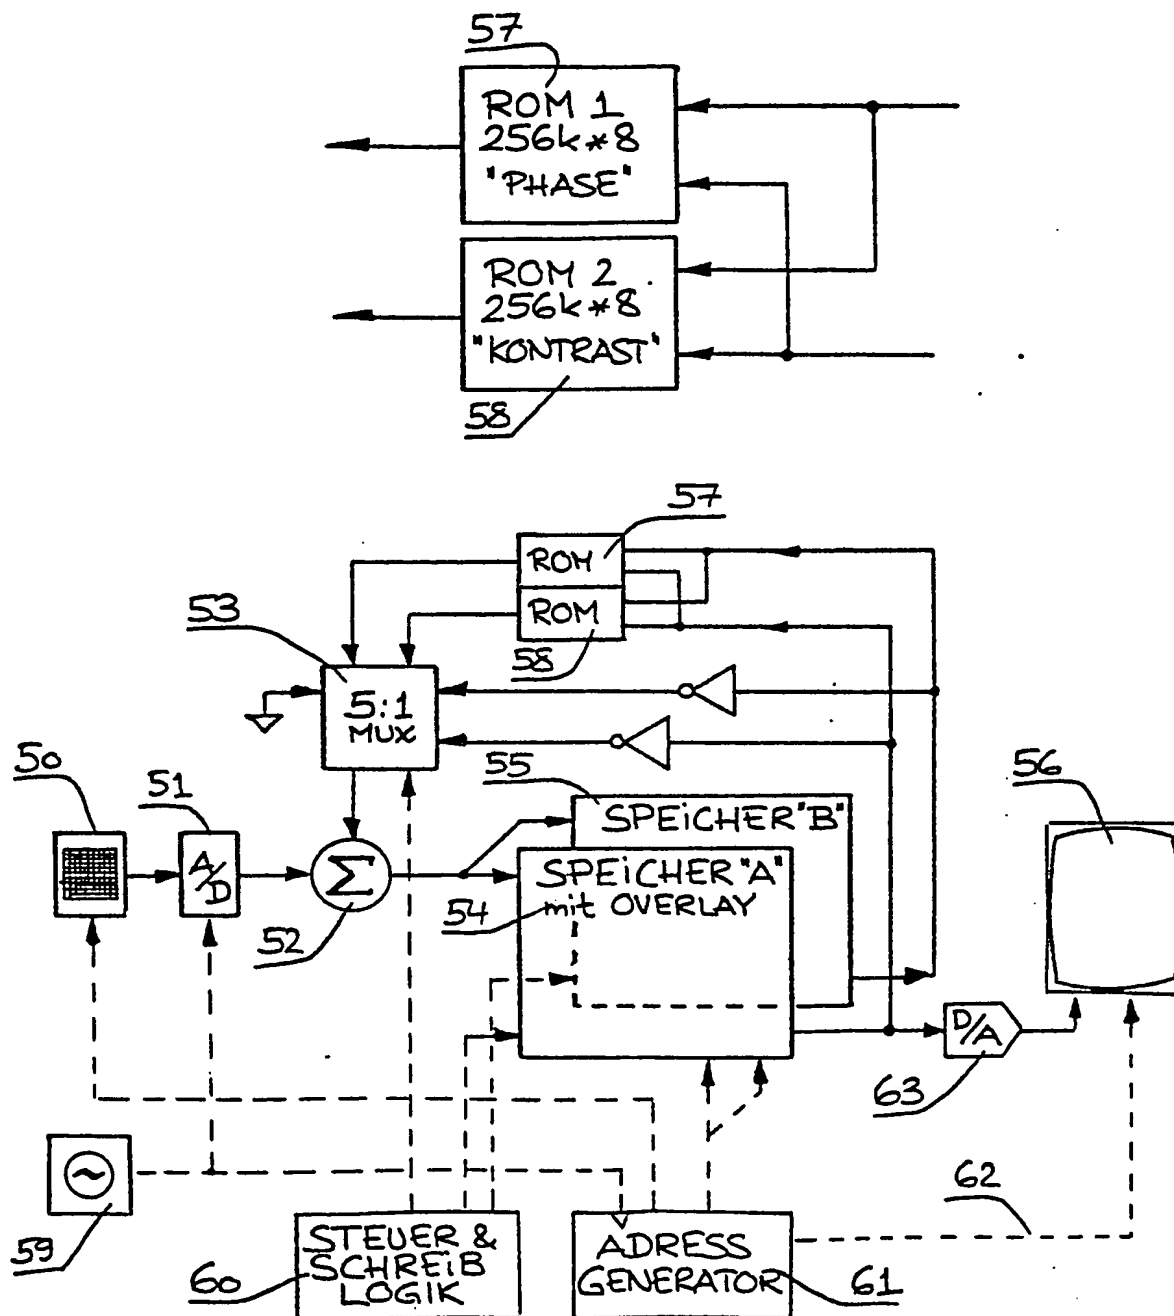 57
ROM 1
256k*8
"PHASE"
ROM 2
256k*8
"KONTRAST"
58
57
ROM
ROM
58
53
5:1
MUX
50
51
A/D
Σ
52
55
SPEiCHER "B"
SPEiCHER "A"
54 mit OVERLAY
56
D/A
63
59
60
STEUER &
SCHREiB
LOGiK
ADRESS
GENERATOR
61
62